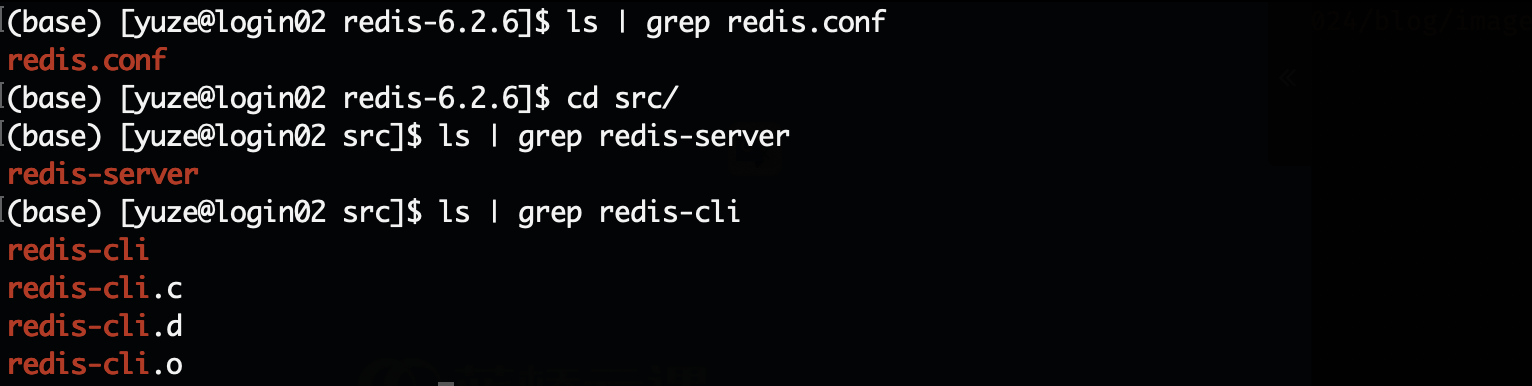 (base) [yuze@login02 redis-6.2.6]$ ls | grep redis.conf
redis.conf
(base) [yuze@login02 redis-6.2.6]$ cd src/
(base) [yuze@login02 src]$ ls | grep redis-server
redis-server
(base) [yuze@login02 src]$ ls | grep redis-cli
redis-cli
redis-cli.c
redis-cli.d
redis-cli.o